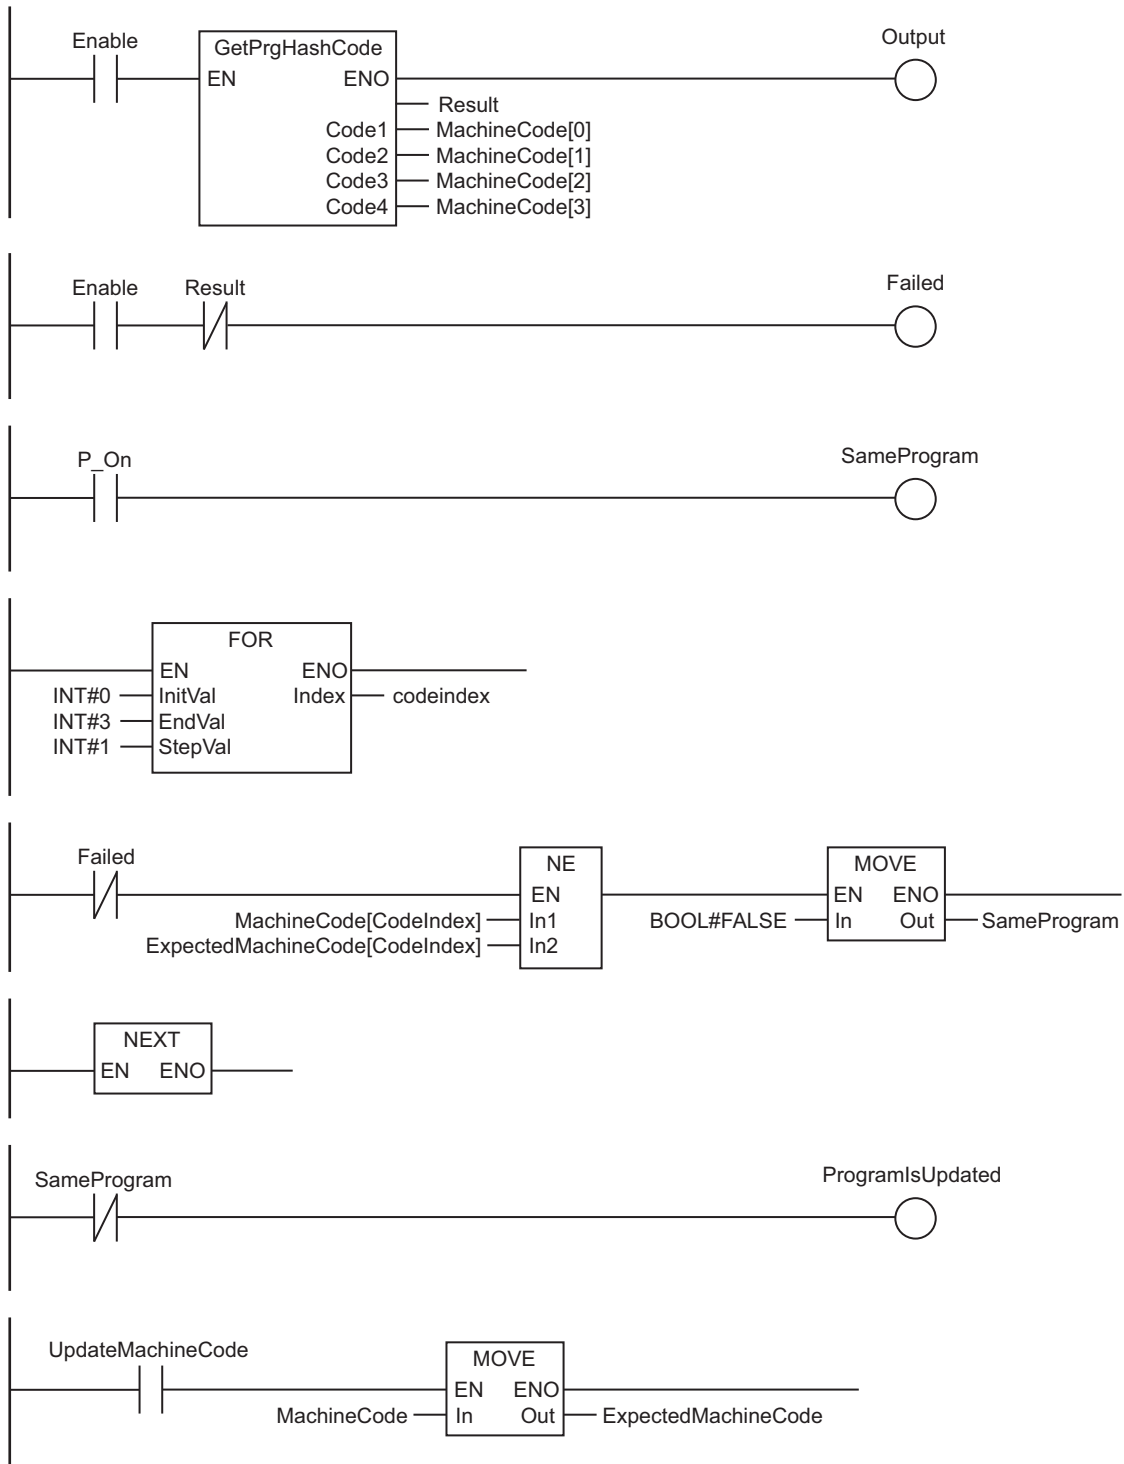 Enable
GetPrgHashCode
Output
EN ENO
Result
Code1 MachineCode[0]
Code2 MachineCode[1]
Code3 MachineCode[2]
Code4 MachineCode[3]
Enable Result Failed
P_On SameProgram
FOR
EN ENO
INT#0 InitVal Index codeindex
INT#3 EndVal
INT#1 StepVal
Failed NE MOVE
EN EN ENO
MachineCode[CodeIndex] In1 BOOL#FALSE In Out SameProgram
ExpectedMachineCode[CodeIndex] In2
NEXT
EN ENO
SameProgram ProgramIsUpdated
UpdateMachineCode MOVE
EN ENO
MachineCode In Out ExpectedMachineCode